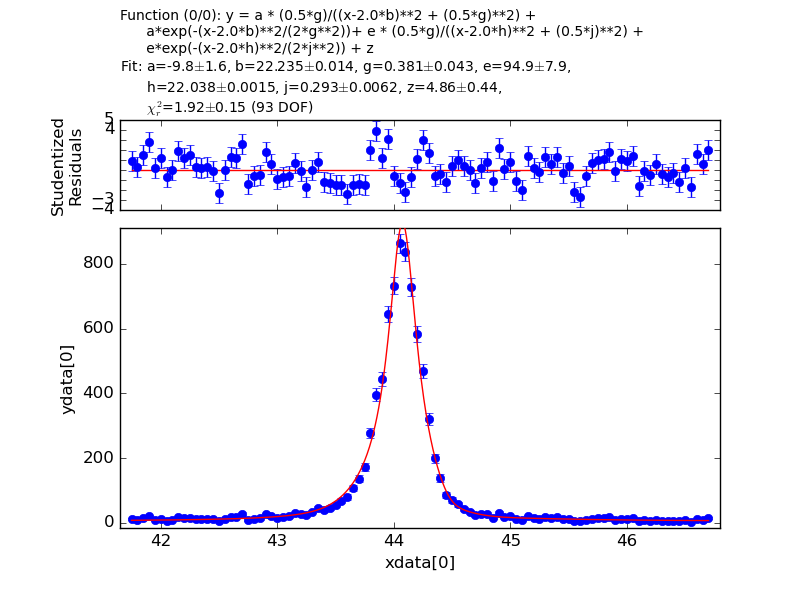 Function (0/0): y = a * (0.5*g)/((x-2.0*b)**2 + (0.5*g)**2) +
a*exp(-(x-2.0*b)**2/(2*g**2))+ e * (0.5*g)/((x-2.0*h)**2 + (0.5*j)**2) +
e*exp(-(x-2.0*h)**2/(2*j**2)) + z
Fit: a=-9.8±1.6, b=22.235±0.014, g=0.381±0.043, e=94.9±7.9,
h=22.038±0.0015, j=0.293±0.0062, z=4.86±0.44,
χ²ᵣ=1.92±0.15 (93 DOF)
5
4
−3
−4
Studentized
Residuals
800
600
400
200
0
ydata[0]
42
43
44
45
46
xdata[0]